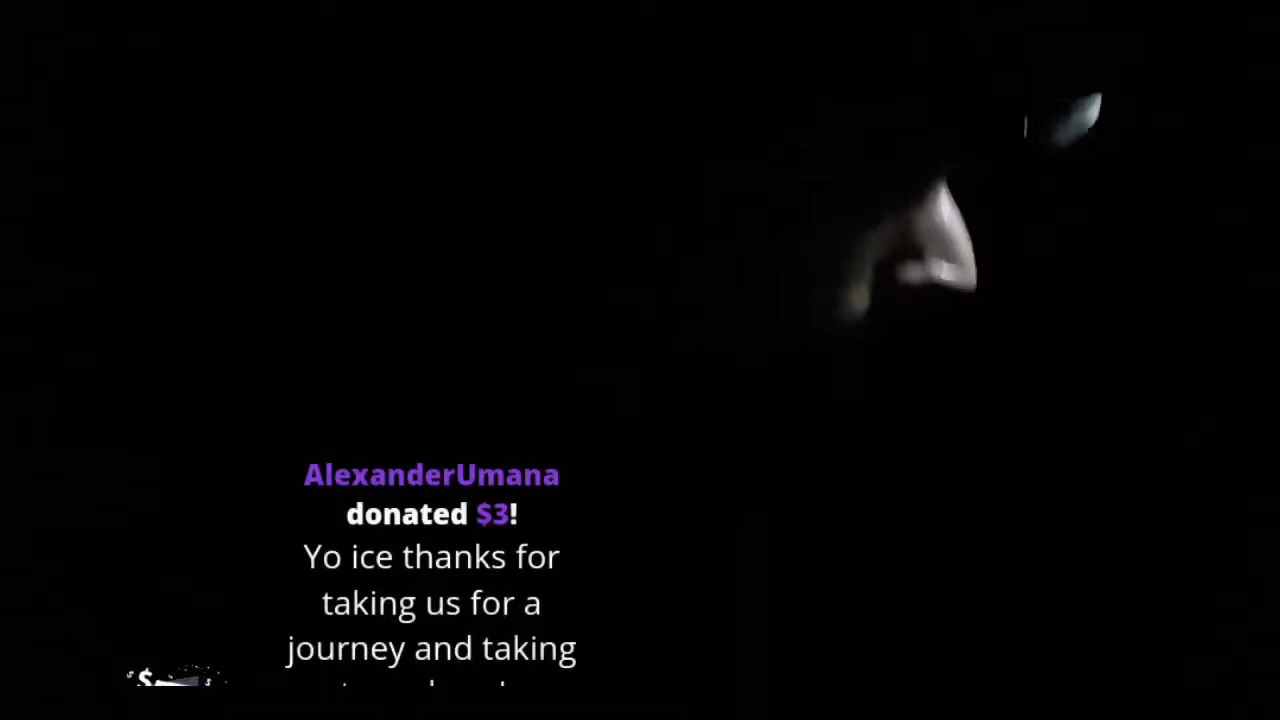 AlexanderUmana
donated $3!
Yo ice thanks for
taking us for a
journey and taking